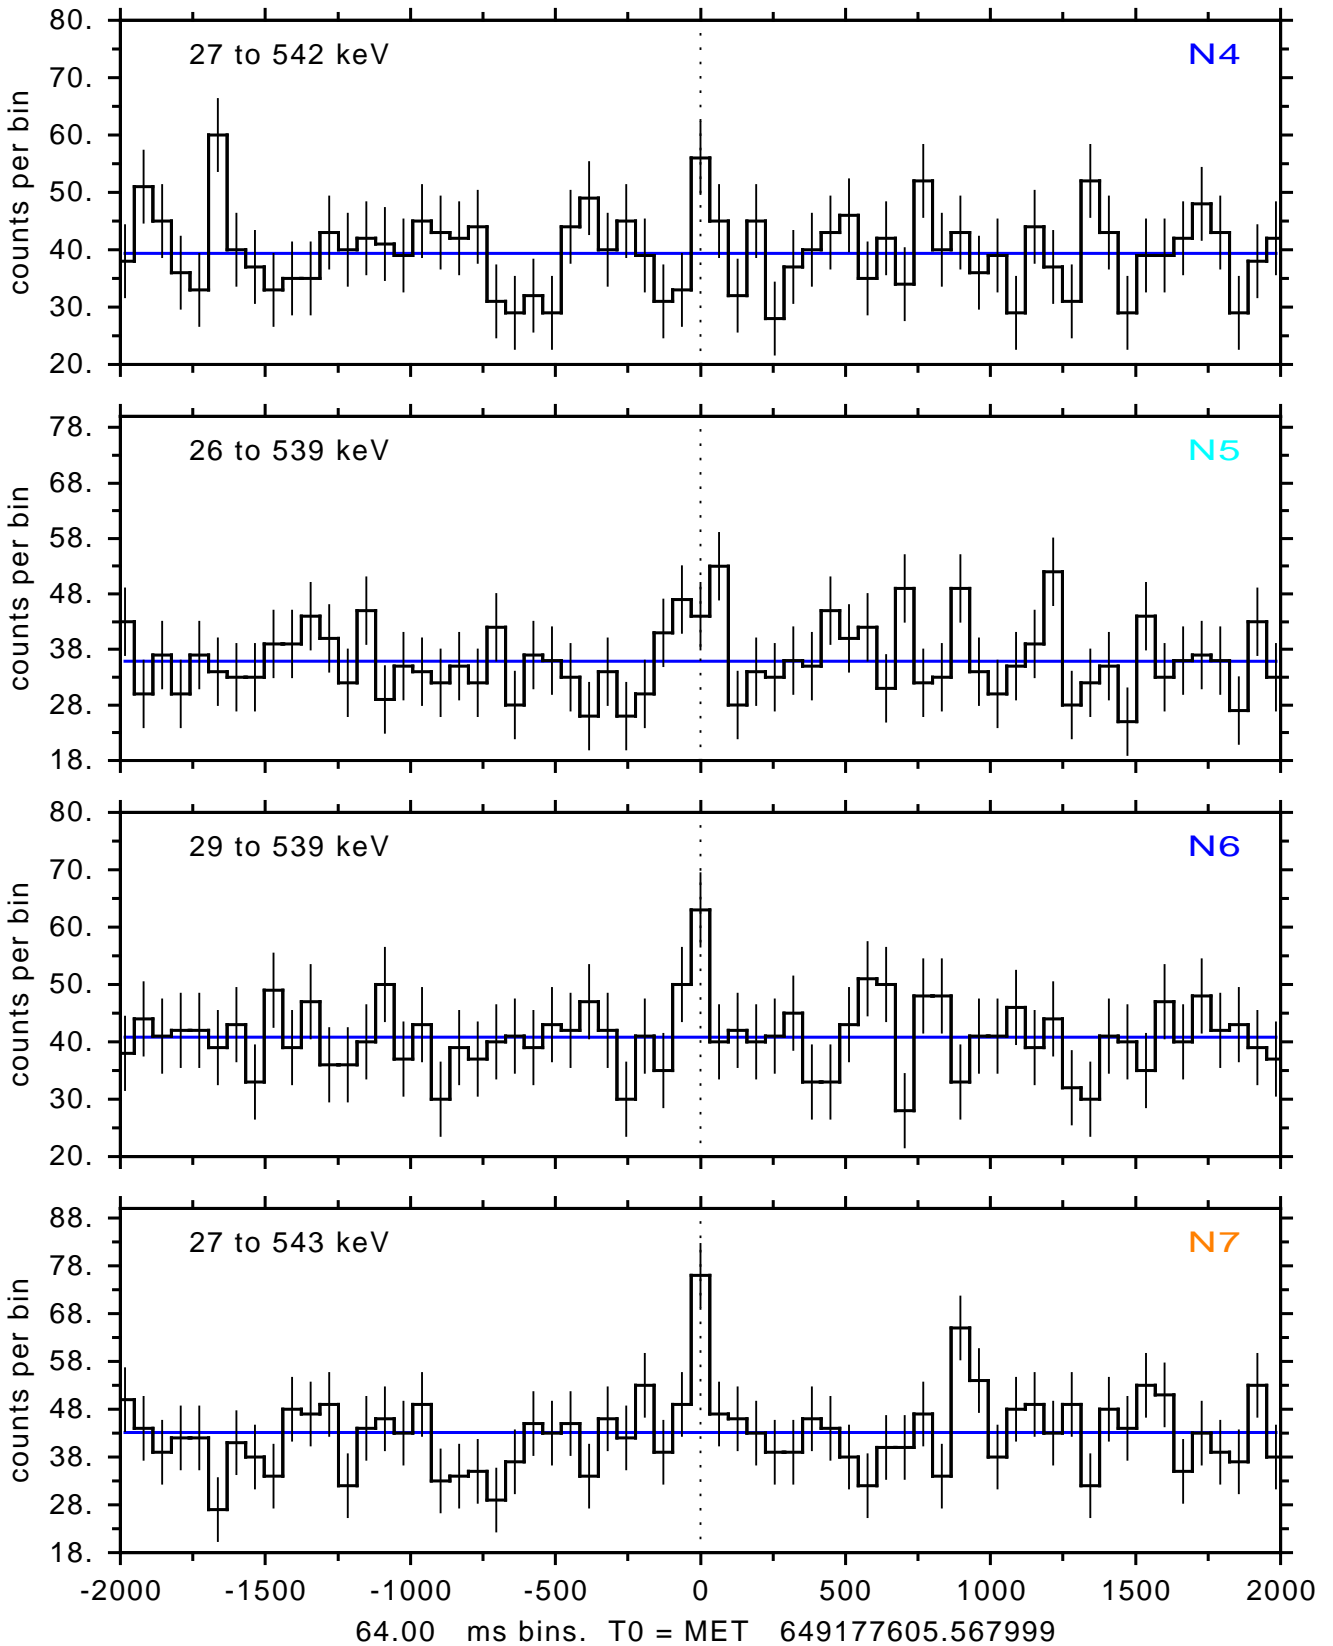 80.
70.
60.
50.
40.
30.
20.
counts per bin
27 to 542 keV
N4
78.
68.
58.
48.
38.
28.
18.
counts per bin
26 to 539 keV
N5
80.
70.
60.
50.
40.
30.
20.
counts per bin
29 to 539 keV
N6
88.
78.
68.
58.
48.
38.
28.
18.
counts per bin
27 to 543 keV
N7
-2000 -1500 -1000 -500 0 500 1000 1500 2000
64.00 ms bins. T0 = MET 649177605.567999